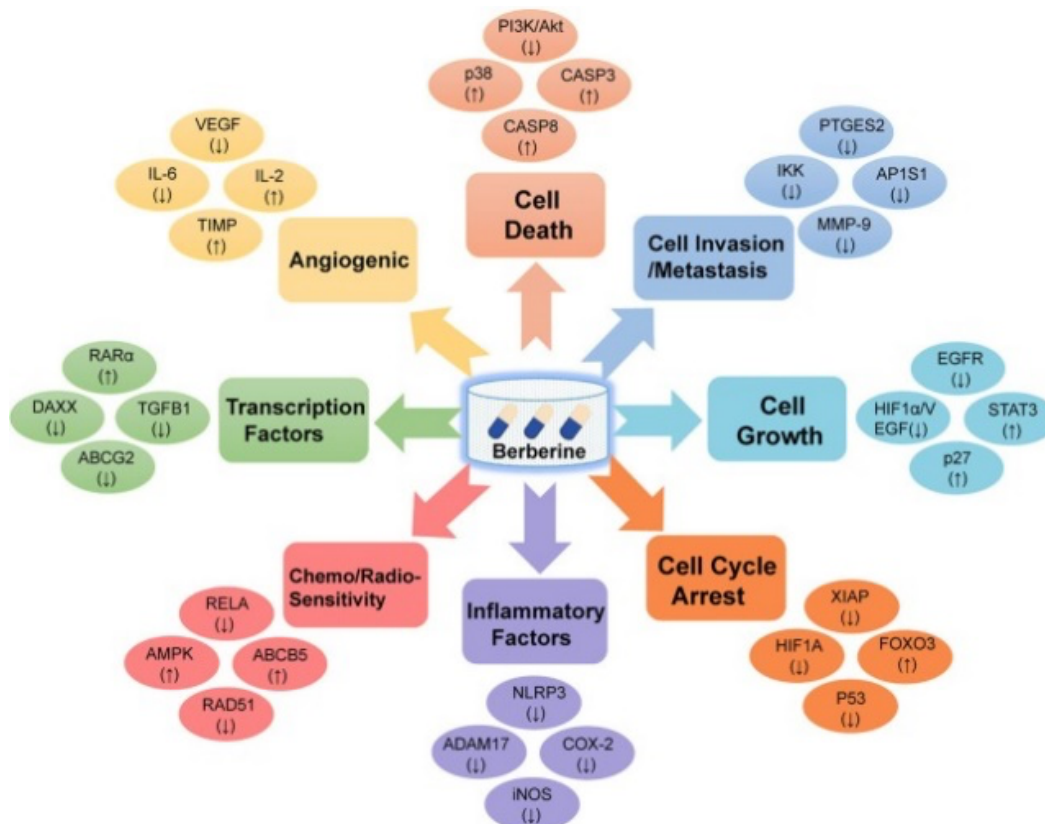 PI3K/Akt
(↓)
p38
(↑)
CASP3
(↑)
CASP8
(↑)
Cell
Death
VEGF
(↓)
IL-6
(↓)
IL-2
(↑)
TIMP
(↑)
Angiogenic
PTGES2
(↓)
IKK
(↓)
AP1S1
(↓)
MMP-9
(↓)
Cell Invasion
/Metastasis
RARα
(↑)
DAXX
(↓)
TGFB1
(↓)
ABCG2
(↓)
Transcription
Factors
Berberine
Cell
Growth
EGFR
(↓)
HIF1α/V
EGF(↓)
STAT3
(↑)
p27
(↑)
Chemo/Radio-
Sensitivity
RELA
(↓)
AMPK
(↑)
ABCB5
(↑)
RAD51
(↓)
Inflammatory
Factors
NLRP3
(↓)
ADAM17
(↓)
COX-2
(↓)
iNOS
(↓)
Cell Cycle
Arrest
XIAP
(↓)
HIF1A
(↓)
FOXO3
(↑)
P53
(↓)